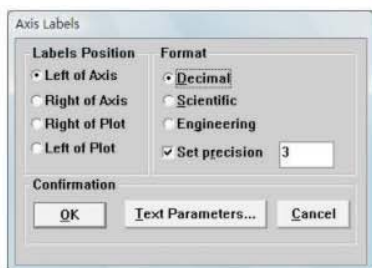 Axis Labels
Labels Position
Left of Axis
Right of Axis
Right of Plot
Left of Plot
Format
Decimal
Scientific
Engineering
Set precision 3
Confirmation
OK Text Parameters... Cancel